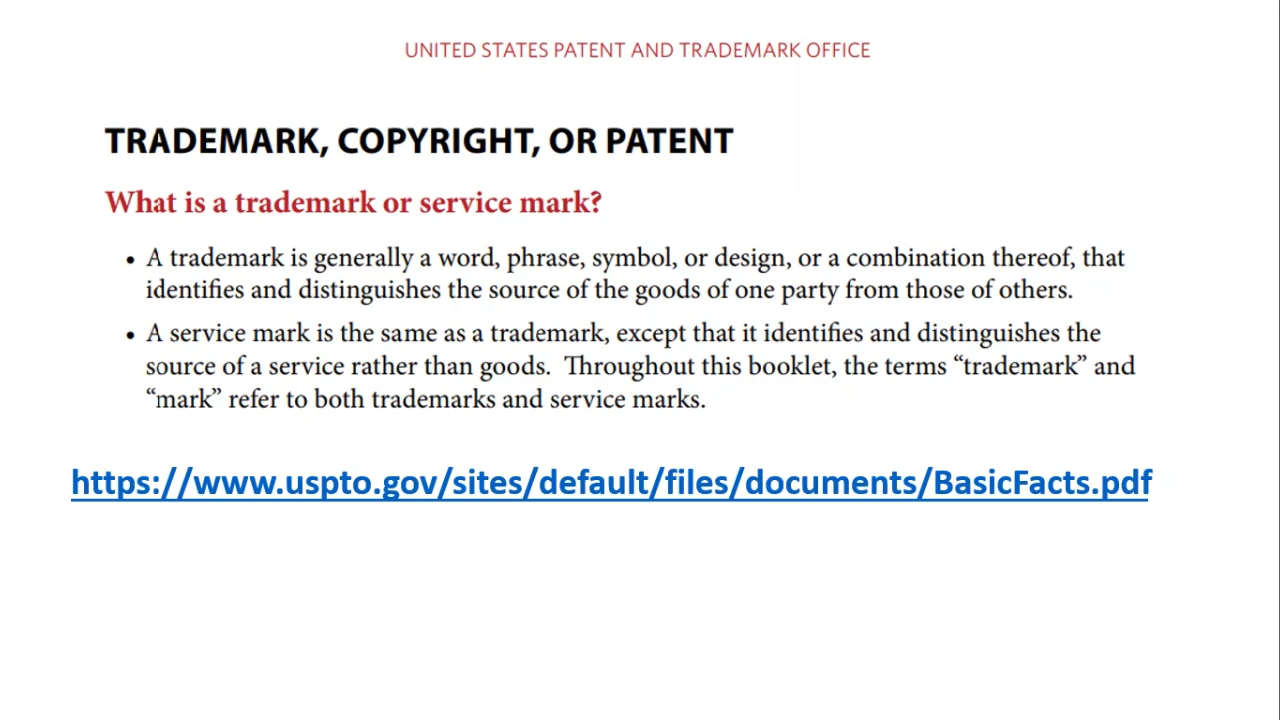 UNITED STATES PATENT AND TRADEMARK OFFICE
TRADEMARK, COPYRIGHT, OR PATENT
What is a trademark or service mark?
• A trademark is generally a word, phrase, symbol, or design, or a combination thereof, that
identifies and distinguishes the source of the goods of one party from those of others.
• A service mark is the same as a trademark, except that it identifies and distinguishes the
source of a service rather than goods.  Throughout this booklet, the terms “trademark” and
“mark” refer to both trademarks and service marks.
https://www.uspto.gov/sites/default/files/documents/BasicFacts.pdf